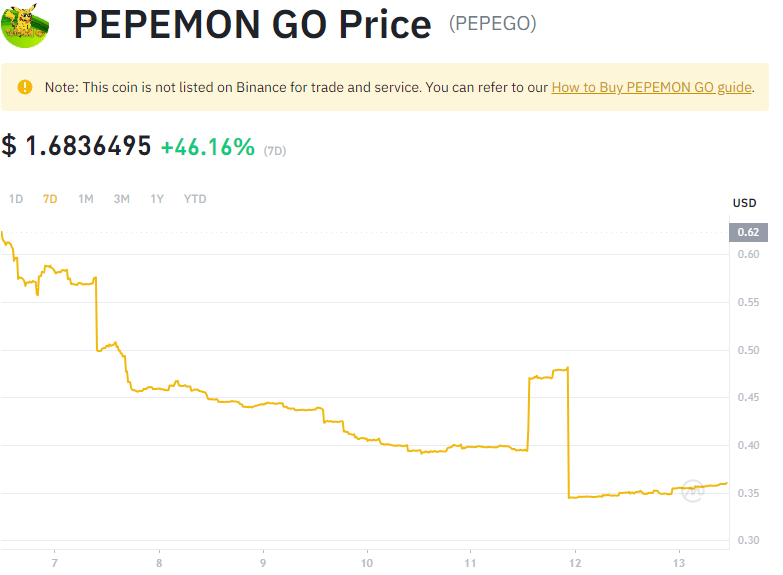 PEPEMON GO Price (PEPEGO)
Note: This coin is not listed on Binance for trade and service. You can refer to our How to Buy PEPEMON GO guide.
$ 1.6836495 +46.16% (7D)
1D 7D 1M 3M 1Y YTD
USD
0.62
0.60
0.55
0.50
0.45
0.40
0.35
0.30
7 8 9 10 11 12 13